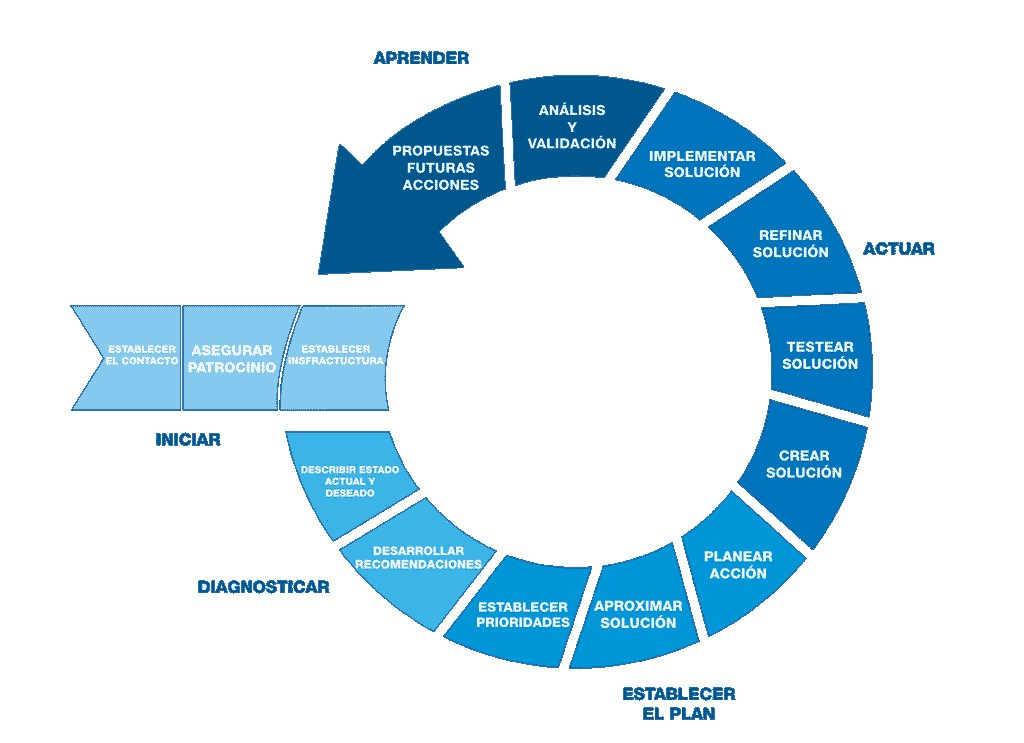 APRENDER
PROPUESTAS
FUTURAS
ACCIONES
ANÁLISIS
Y
VALIDACIÓN
IMPLEMENTAR
SOLUCIÓN
REFINAR
SOLUCIÓN
ACTUAR
TESTEAR
SOLUCIÓN
CREAR
SOLUCIÓN
ESTABLECER
EL CONTACTO
ASEGURAR
PATROCINIO
ESTABLECER
INSFRACTUCTURA
INICIAR
DESCRIBIR ESTADO
ACTUAL Y
DESEADO
DESARROLLAR
RECOMENDACIONES
DIAGNOSTICAR
ESTABLECER
PRIORIDADES
APROXIMAR
SOLUCIÓN
PLANEAR
ACCIÓN
ESTABLECER
EL PLAN